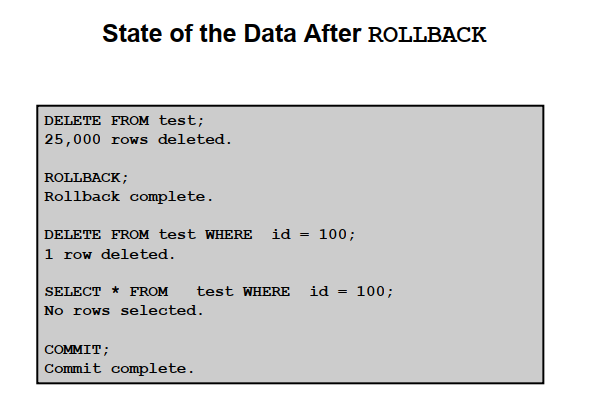 State of the Data After ROLLBACK
DELETE FROM test;
25,000 rows deleted.
ROLLBACK;
Rollback complete.
DELETE FROM test WHERE  id = 100;
1 row deleted.
SELECT * FROM   test WHERE  id = 100;
No rows selected.
COMMIT;
Commit complete.